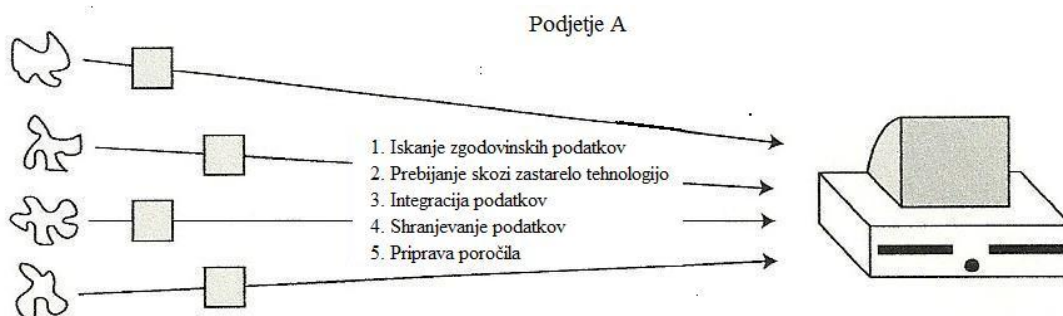 Podjetje A
1. Iskanje zgodovinskih podatkov
2. Prebijanje skozi zastarelo tehnologijo
3. Integracija podatkov
4. Shranjevanje podatkov
5. Priprava poročila